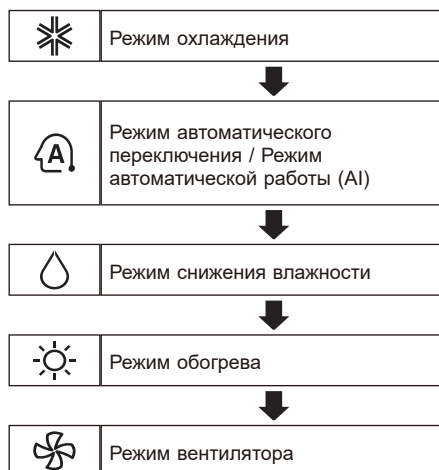 Режим охлаждения
A
Режим автоматического
переключения / Режим
автоматической работы (AI)
Режим снижения влажности
Режим обогрева
Режим вентилятора